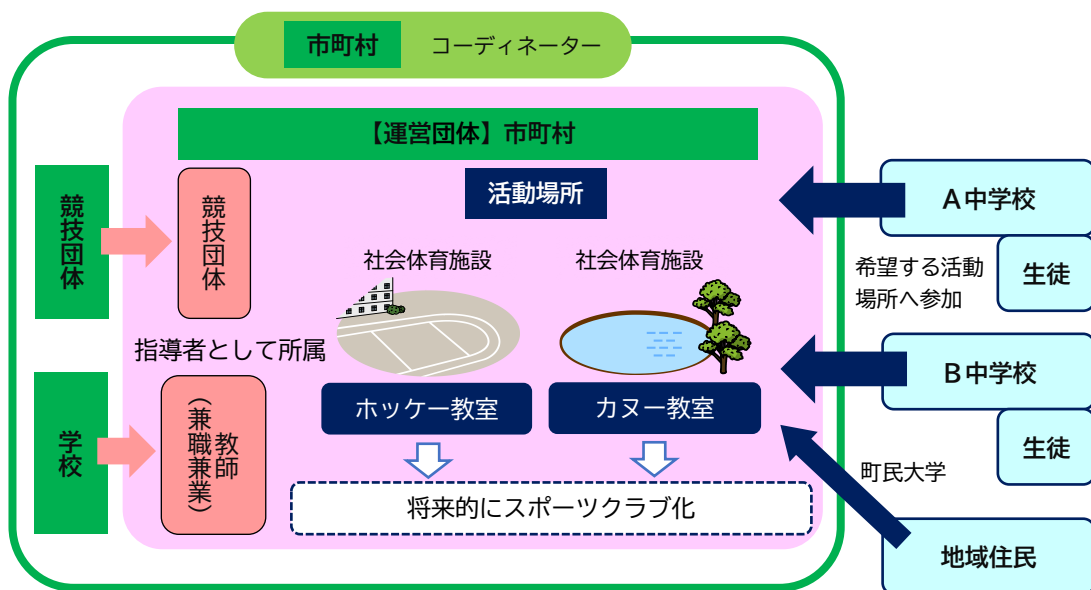 市町村 コーディネーター
【運営団体】市町村
競技団体
競技団体
活動場所
社会体育施設
社会体育施設
指導者として所属
学校
教師
(兼職兼業)
ホッケー教室
カヌー教室
将来的にスポーツクラブ化
A中学校
生徒
希望する活動
場所へ参加
B中学校
生徒
町民大学
地域住民